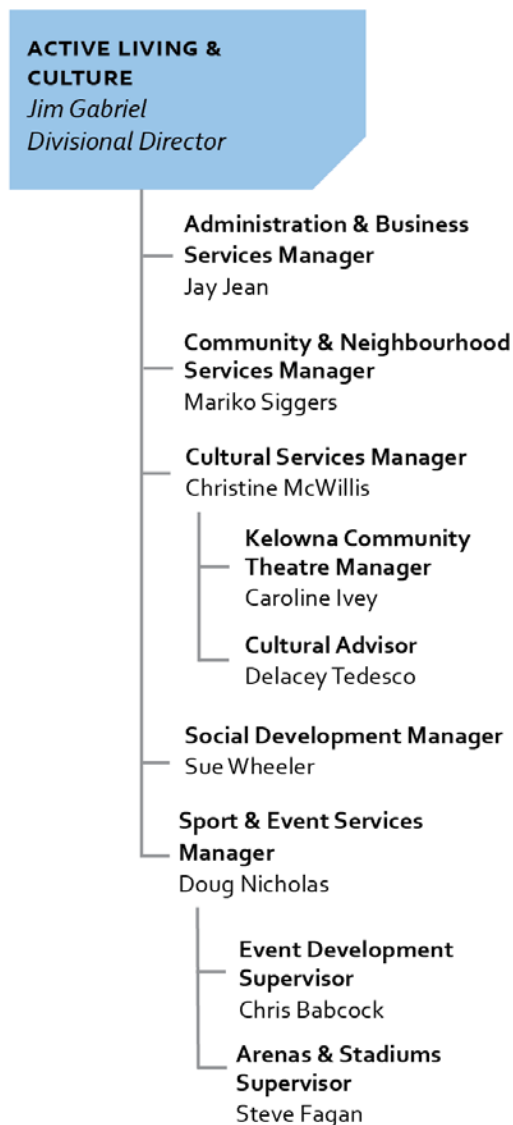 ACTIVE LIVING &
CULTURE
Jim Gabriel
Divisional Director
Administration & Business
Services Manager
Jay Jean
Community & Neighbourhood
Services Manager
Mariko Siggers
Cultural Services Manager
Christine McWillis
Kelowna Community
Theatre Manager
Caroline Ivey
Cultural Advisor
Delacey Tedesco
Social Development Manager
Sue Wheeler
Sport & Event Services
Manager
Doug Nicholas
Event Development
Supervisor
Chris Babcock
Arenas & Stadiums
Supervisor
Steve Fagan